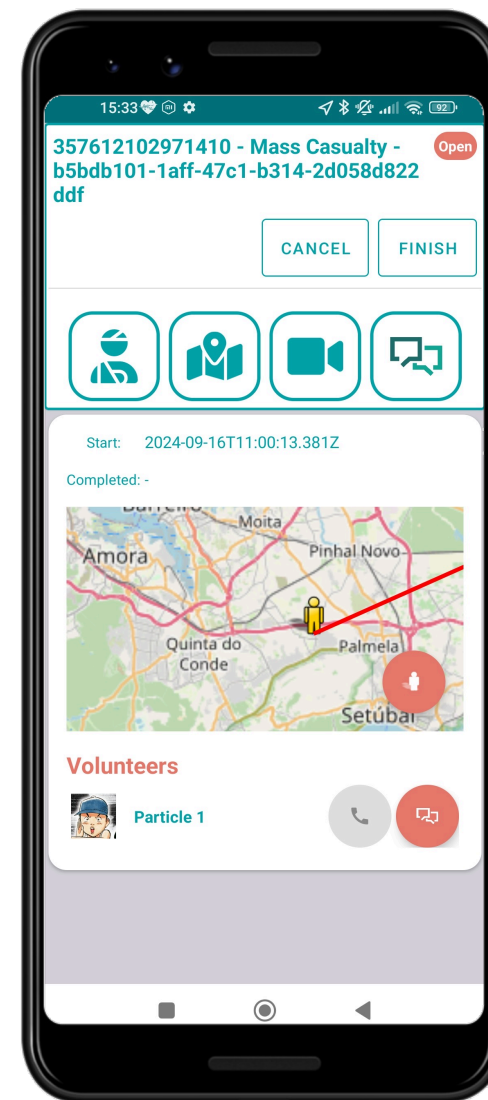 15:33
92
357612102971410 - Mass Casualty -
b5bdb101-1aff-47c1-b314-2d058d822
ddf
Open
CANCEL
FINISH
Start: 2024-09-16T11:00:13.381Z
Completed: -
Barreiro
Moita
Amora
Pinhal Novo
Quinta do
Conde
Palmela
Setúbal
Volunteers
Particle 1